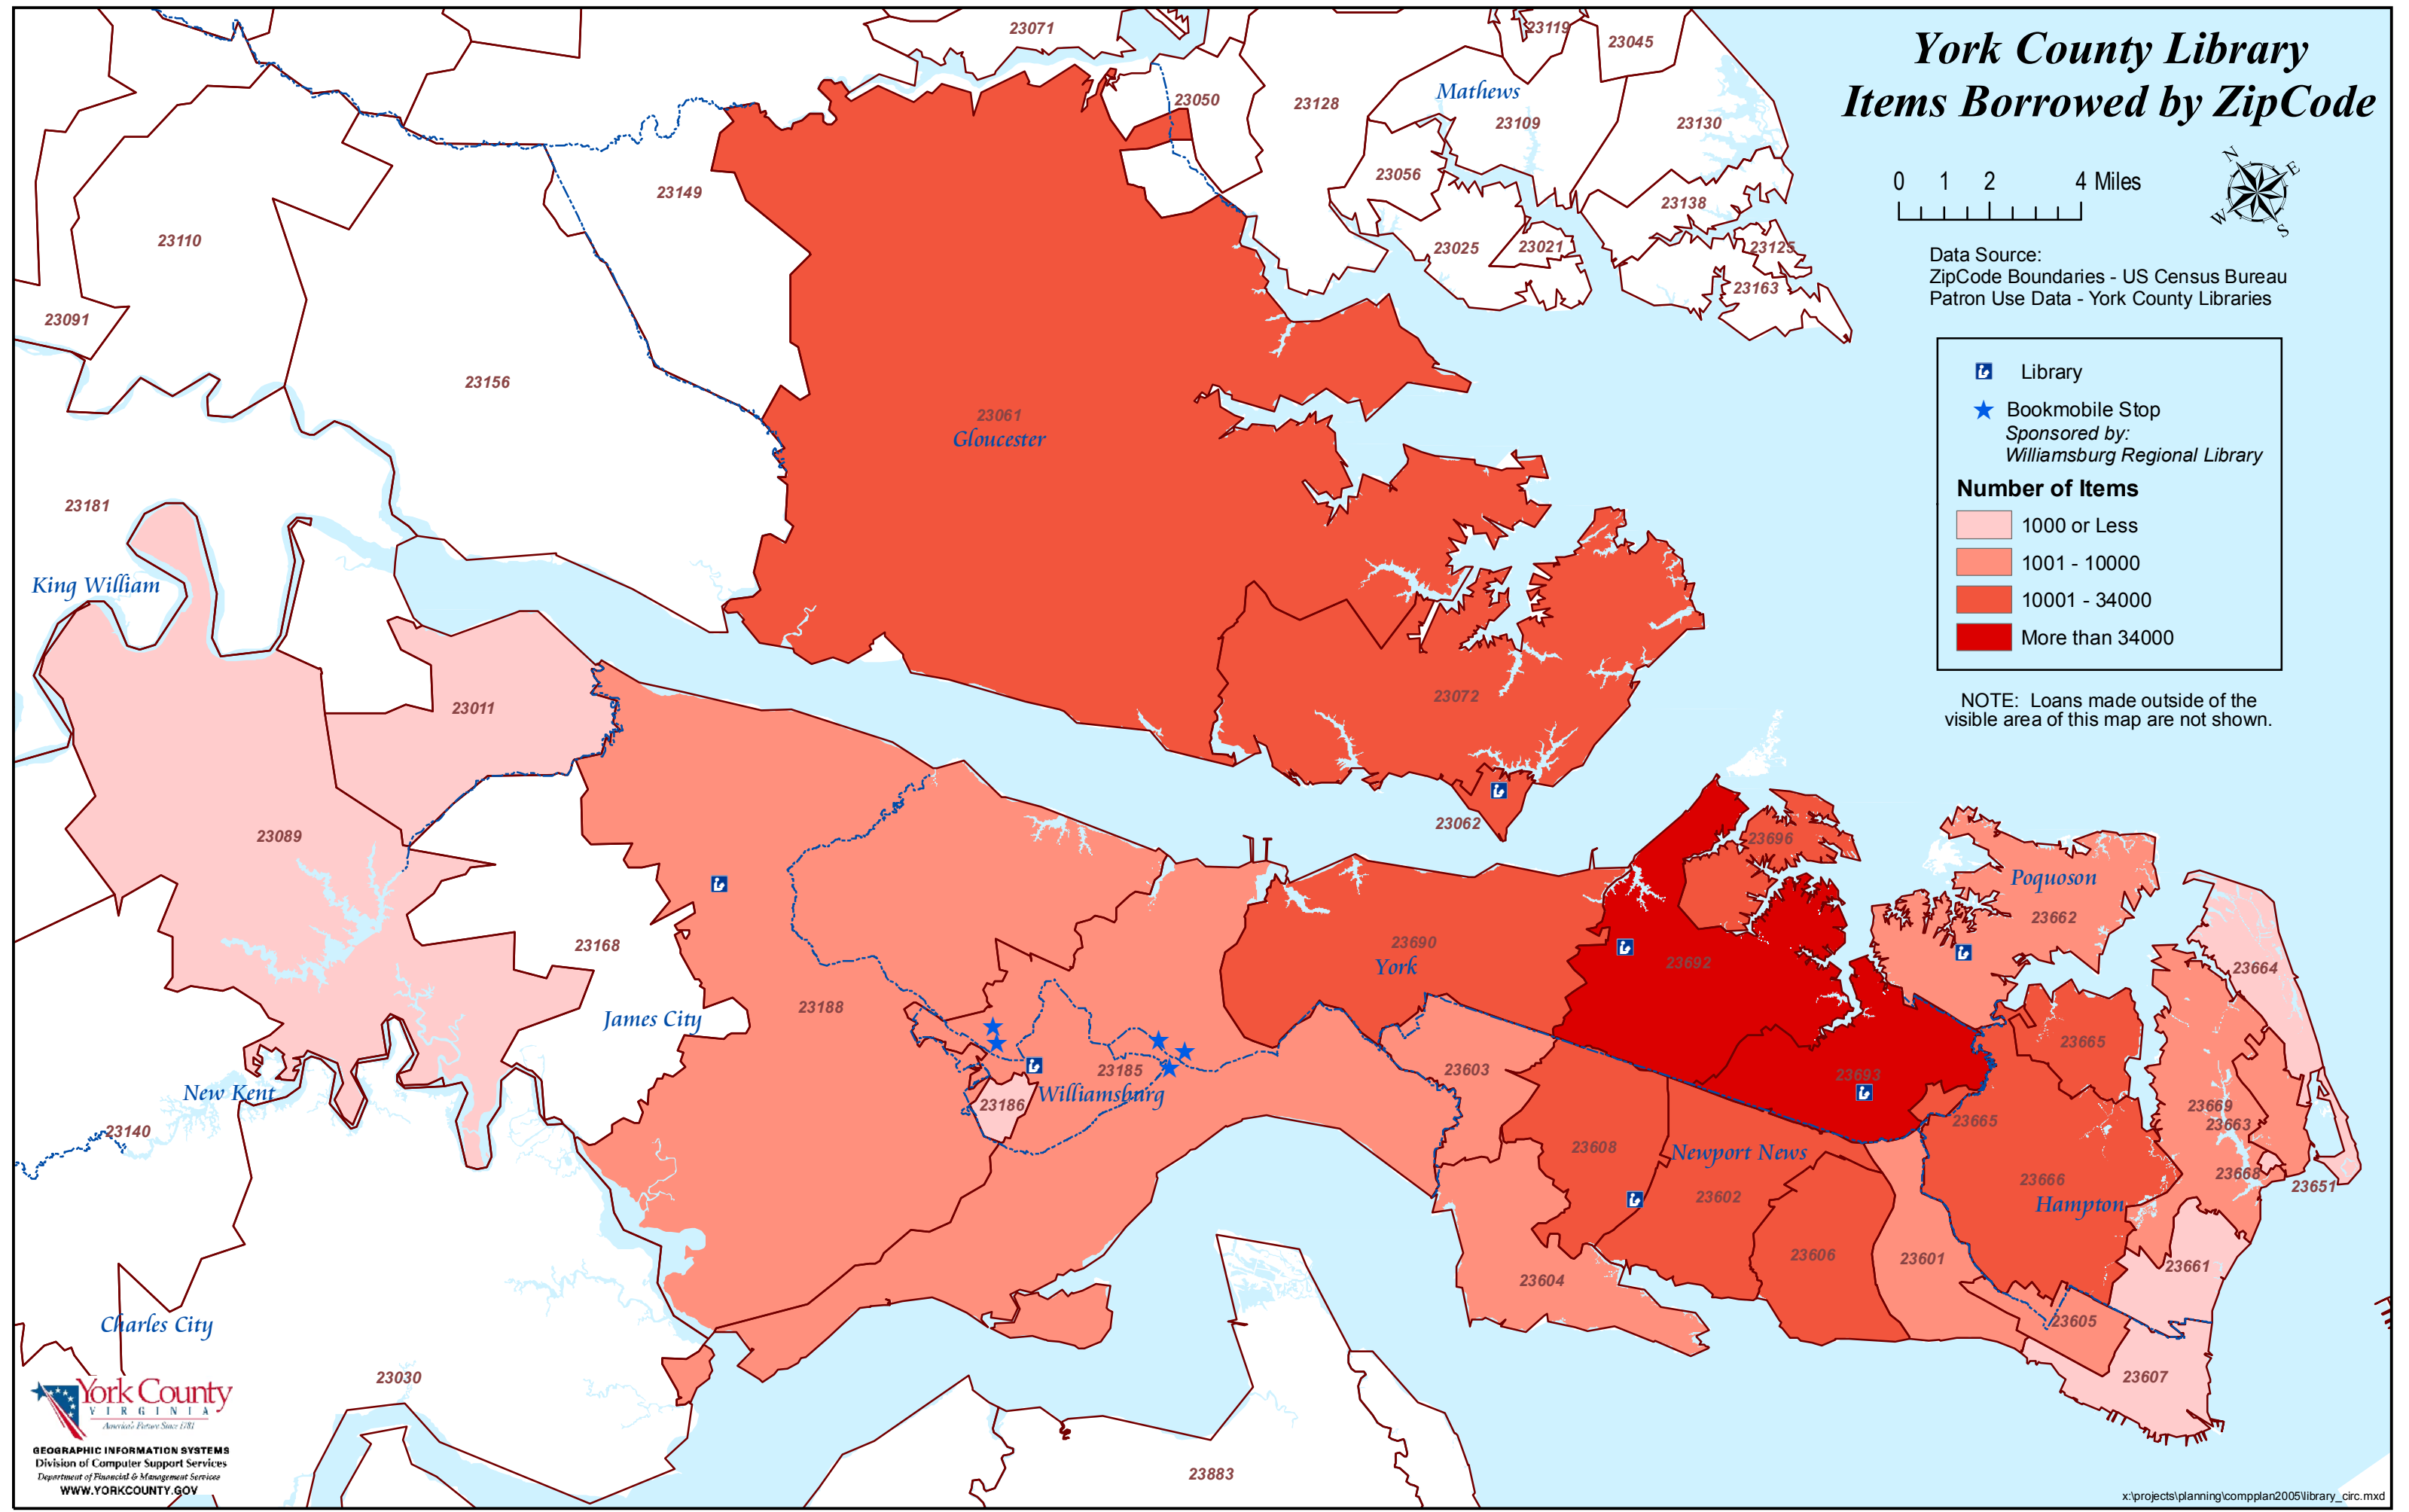 York County Library
Items Borrowed by ZipCode
0 1 2 4 Miles
N
E
W
S
Data Source:
ZipCode Boundaries - US Census Bureau
Patron Use Data - York County Libraries
Library
Bookmobile Stop
Sponsored by:
Williamsburg Regional Library
Number of Items
1000 or Less
1001 - 10000
10001 - 34000
More than 34000
NOTE: Loans made outside of the
visible area of this map are not shown.
23071
23119
23045
Mathews
23050
23128
23109
23130
23149
23056
23138
23110
23025
23021
23125
23163
23091
23156
23061
Gloucester
23181
King William
23011
23072
23062
23089
23696
Poquoson
23662
23168
23690
York
23692
23664
James City
23188
23185
Williamsburg
23186
23603
23693
23665
23665
New Kent
23140
23608
Newport News
23602
23669
23663
23668
23651
23666
Hampton
23606
23601
23604
23661
23605
23607
Charles City
23030
23883
York County
VIRGINIA
America's Future Since 1781
GEOGRAPHIC INFORMATION SYSTEMS
Division of Computer Support Services
Department of Financial & Management Services
WWW.YORKCOUNTY.GOV
x:\projects\planning\compplan2005\library_circ.mxd